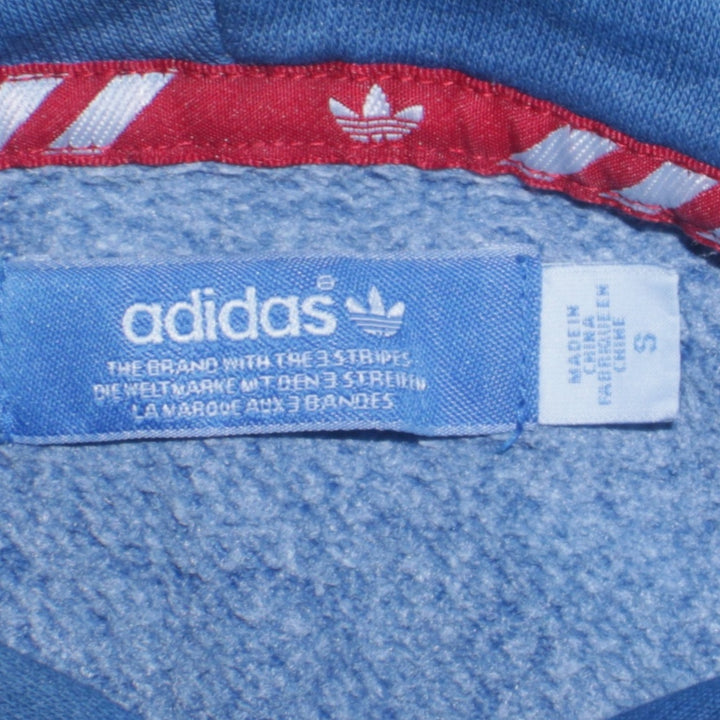 adidas®
THE BRAND WITH THE 3 STRIPES
DIE WELTMARKE MIT DEN 3 STREIFEN
LA MARQUE AUX 3 BANDES
MADE IN
CHINA
FABRIQUE EN
CHINE
S